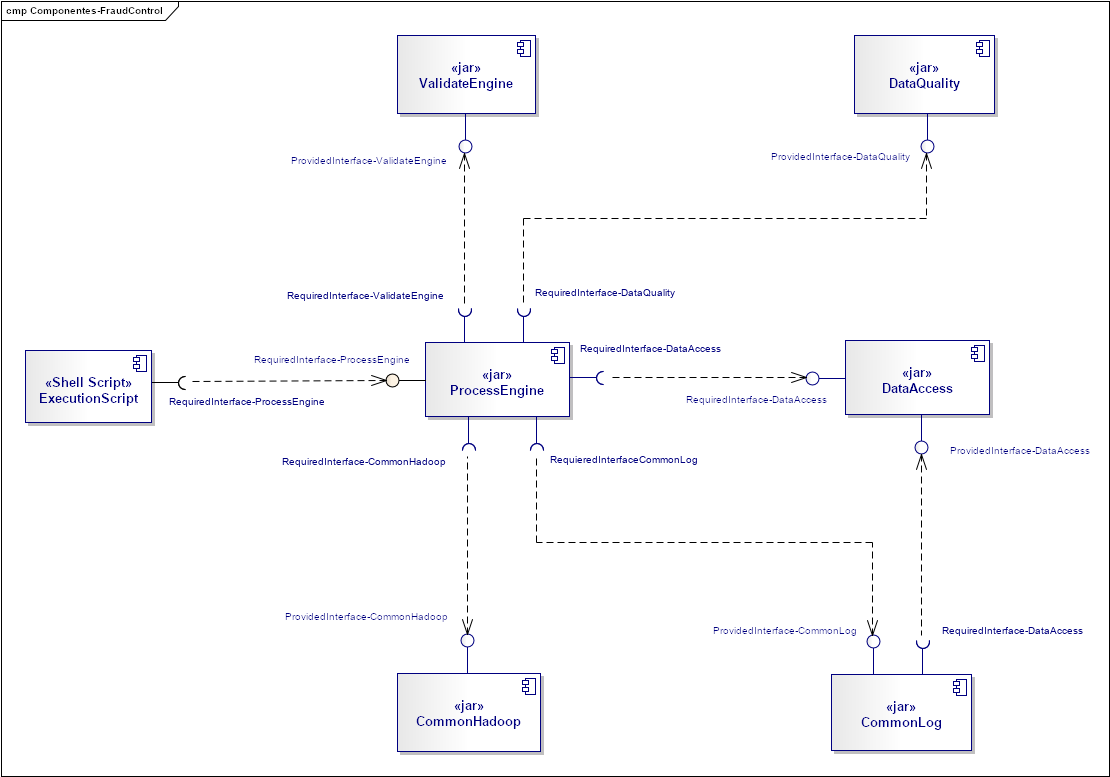 cmp Componentes-FraudControl
«jar»
ValidateEngine
«jar»
DataQuality
ProvidedInterface-ValidateEngine
ProvidedInterface-DataQuality
RequiredInterface-ValidateEngine
RequiredInterface-DataQuality
«Shell Script»
ExecutionScript
RequiredInterface-ProcessEngine
RequiredInterface-ProcessEngine
«jar»
ProcessEngine
RequiredInterface-DataAccess
RequiredInterface-DataAccess
«jar»
DataAccess
RequiredInterface-CommonHadoop
RequieredInterfaceCommonLog
ProvidedInterface-DataAccess
ProvidedInterface-CommonHadoop
ProvidedInterface-CommonLog
RequiredInterface-DataAccess
«jar»
CommonHadoop
«jar»
CommonLog